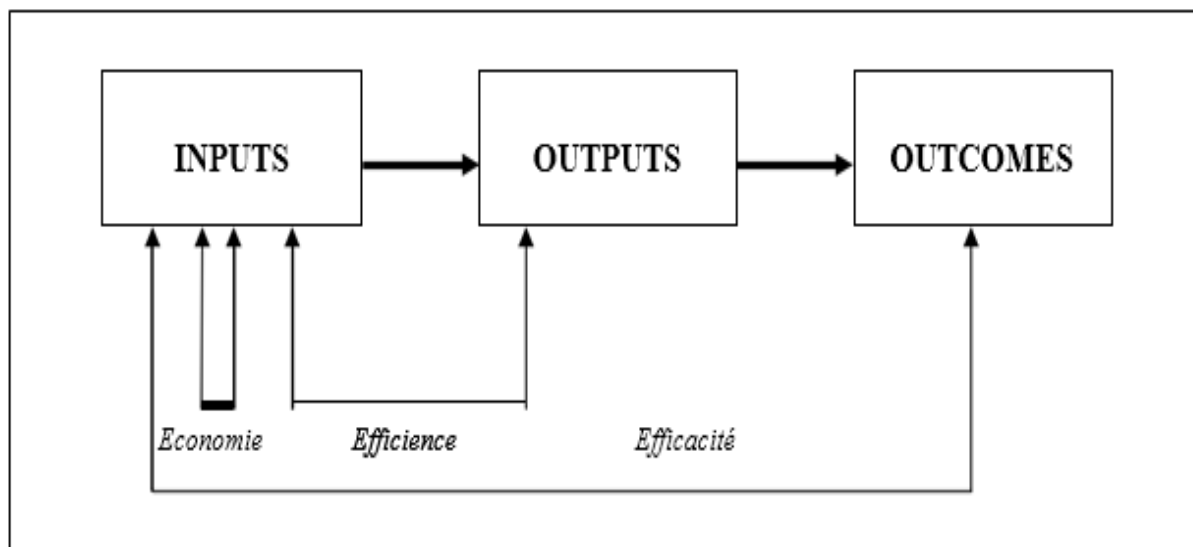 INPUTS
OUTPUTS
OUTCOMES
Economie
Efficience
Efficacité